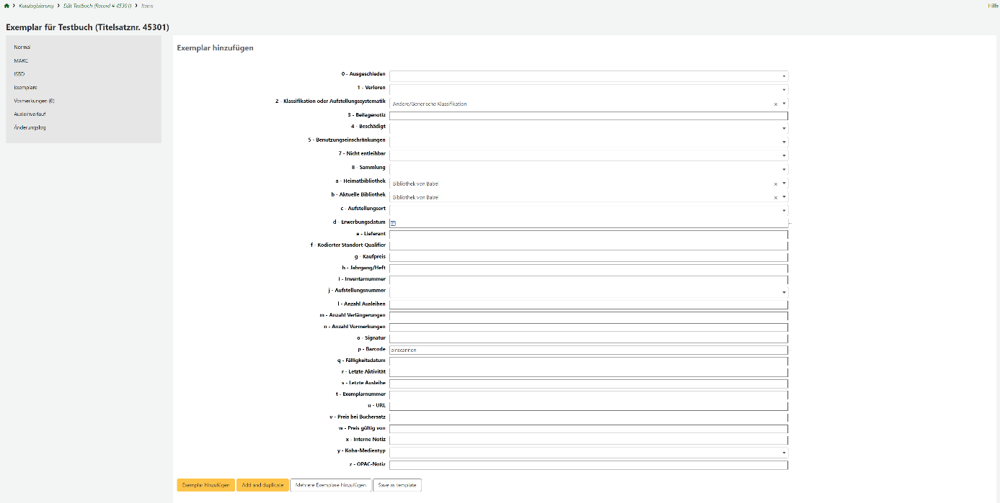 Katalogisierung Edit Testbuch (Record # 45301) Items Hilfe
Exemplar für Testbuch (Titelsatznr. 45301)
Normal
MARC
ISBD
Exemplare
Vormerkungen (0)
Ausleihverlauf
Änderungslog
Exemplar hinzufügen
0 - Ausgeschieden
1 - Verloren
2 - Klassifikation oder Aufstellungssystematik Andere/Generische Klassifikation ×
3 - Beilagenotiz
4 - Beschädigt
5 - Benutzungseinschränkungen
7 - Nicht entleihbar
8 - Sammlung
a - Heimatbibliothek Bibliothek von Babel ×
b - Aktuelle Bibliothek Bibliothek von Babel ×
c - Aufstellungsort
d - Erwerbungsdatum
e - Lieferant
f - Kodierter Standort-Qualifier
g - Kaufpreis
h - Jahrgang/Heft
i - Inventarnummer
j - Aufstellungsnummer
l - Anzahl Ausleihen
m - Anzahl Verlängerungen
n - Anzahl Vormerkungen
o - Signatur
p - Barcode einscannen
q - Fälligkeitsdatum
r - Letzte Aktivität
s - Letzte Ausleihe
t - Exemplarnummer
u - URL
v - Preis bei Buchersatz
w - Preis gültig von
x - Interne Notiz
y - Koha-Medientyp
z - OPAC-Notiz
Exemplar hinzufügen Add and duplicate Mehrere Exemplare hinzufügen Save as template